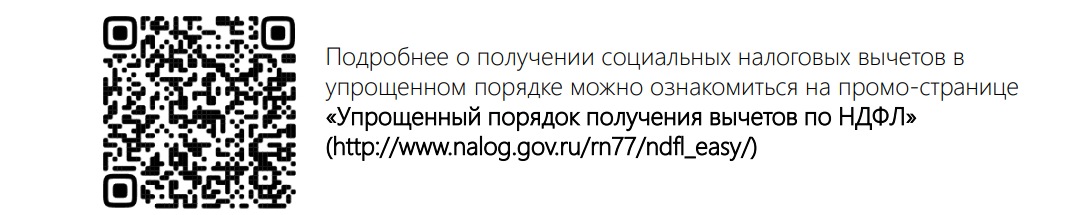 Подробнее о получении социальных налоговых вычетов в
упрощенном порядке можно ознакомиться на промо-странице
«Упрощенный порядок получения вычетов по НДФЛ»
(http://www.nalog.gov.ru/rn77/ndfl_easy/)